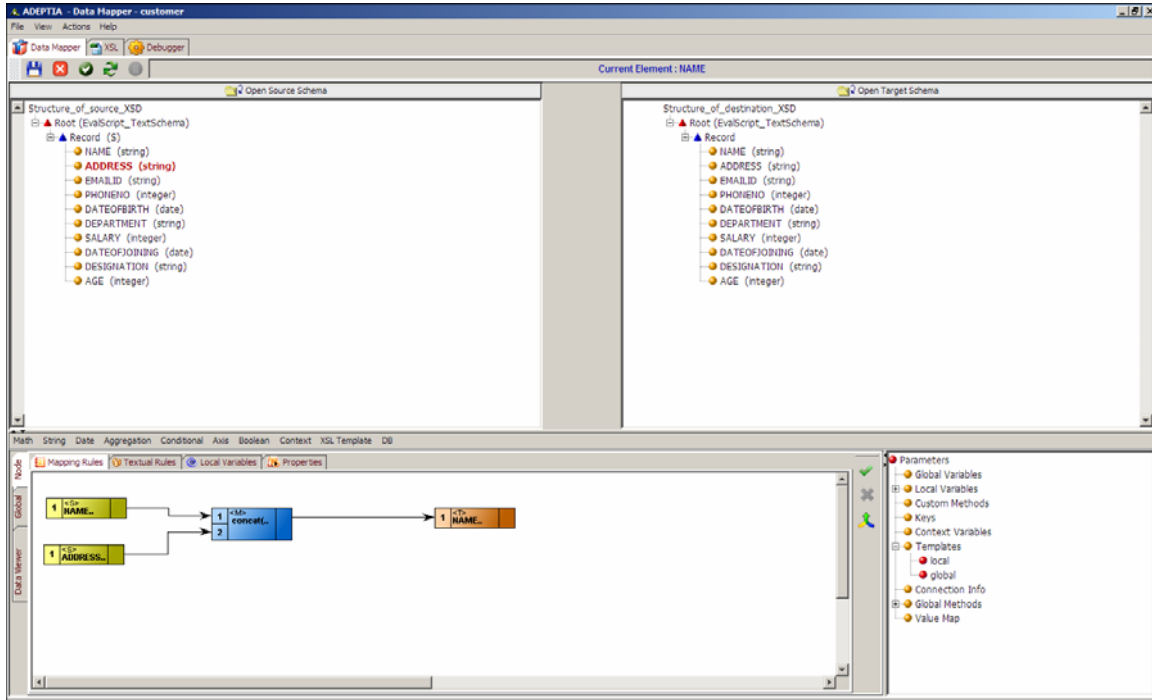 ADEPTIA - Data Mapper - customer
File View Actions Help
Data Mapper XSL Debugger
Current Element : NAME
Open Source Schema
Open Target Schema
Structure_of_source_XSD
Root (EvalScript_TextSchema)
Record (S)
NAME (string)
ADDRESS (string)
EMAILID (string)
PHONENO (integer)
DATEOFBIRTH (date)
DEPARTMENT (string)
SALARY (integer)
DATEOFJOINING (date)
DESIGNATION (string)
AGE (integer)
Structure_of_destination_XSD
Root (EvalScript_TextSchema)
Record
NAME (string)
ADDRESS (string)
EMAILID (string)
PHONENO (integer)
DATEOFBIRTH (date)
DEPARTMENT (string)
SALARY (integer)
DATEOFJOINING (date)
DESIGNATION (string)
AGE (integer)
Math String Date Aggregation Conditional Axis Boolean Context XSL Template DB
Node
Global
Data Viewer
Mapping Rules Textual Rules Local Variables Properties
1 <S> NAME..
1 <S> ADDRESS..
1 <M> concat(..
2
1 <T> NAME..
Parameters
Global Variables
Local Variables
Custom Methods
Keys
Context Variables
Templates
local
global
Connection Info
Global Methods
Value Map